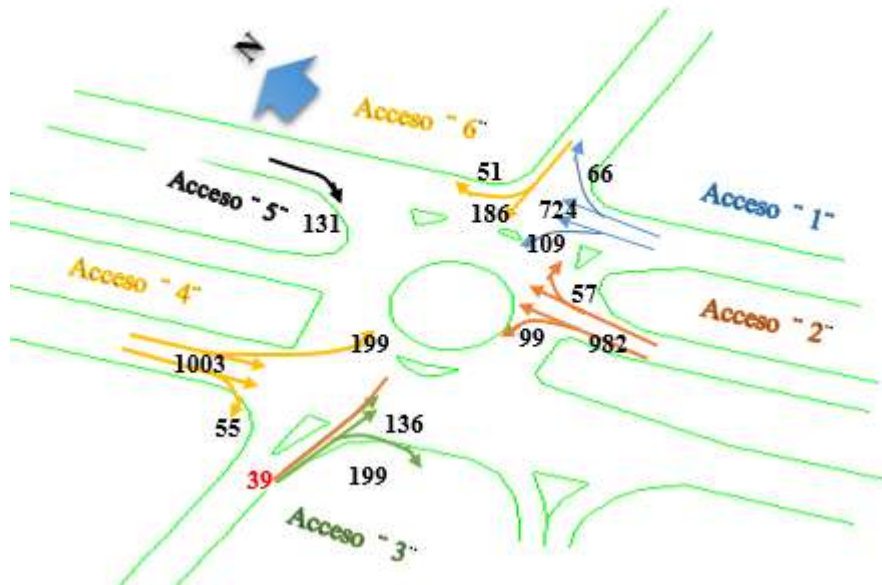 N
Acceso ¨ 6¨
51
66
Acceso ¨ 5¨
186
724
Acceso ¨ 1¨
131
109
Acceso ¨ 4¨
57
Acceso ¨ 2¨
1003
199
99
982
55
136
39
199
Acceso ¨ 3¨